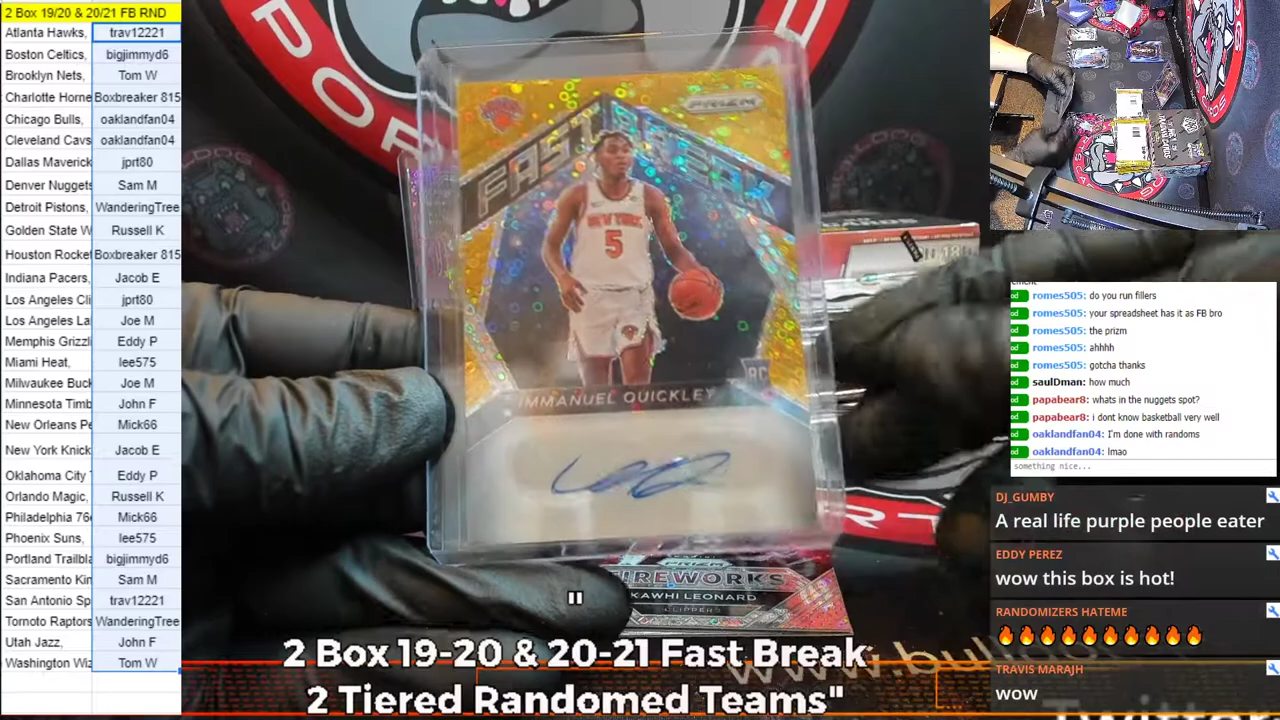 2 Box 19/20 & 20/21 FB RND
Atlanta Hawks, trav12221
Boston Celtics, bigjimmyd6
Brooklyn Nets, Tom W
Charlotte Horne Boxbreaker 815
Chicago Bulls, oaklandfan04
Cleveland Cavs oaklandfan04
Dallas Maverick jprt80
Denver Nuggets Sam M
Detroit Pistons, WanderingTree
Golden State W Russell K
Houston Rocket Boxbreaker 815
Indiana Pacers, Jacob E
Los Angeles Cli jprt80
Los Angeles La Joe M
Memphis Grizzl Eddy P
Miami Heat, lee575
Milwaukee Buck Joe M
Minnesota Timb John F
New Orleans Pe Mick66
New York Knick Jacob E
Oklahoma City Eddy P
Orlando Magic, Russell K
Philadelphia 76 Mick66
Phoenix Suns, lee575
Portland Trailbla bigjimmyd6
Sacramento Kin Sam M
San Antonio Sp trav12221
Tornoto Raptors WanderingTree
Utah Jazz, John F
Washington Wiz Tom W
PRIZM
FAST BREAK
NEW YORK
5
RC
IMMANUEL QUICKLEY
FIREWORKS
KAWHI LEONARD
CLIPPERS
"
2 Box 19-20 & 20-21 Fast Break
2 Tiered Randomed Teams"
romes505: do you run fillers
romes505: your spreadsheet has it as FB bro
romes505: the prizm
romes505: ahhhh
romes505: gotcha thanks
saulDman: how much
papabear8: whats in the nuggets spot?
papabear8: i dont know basketball very well
oaklandfan04: I'm done with randoms
oaklandfan04: lmao
something nice...
DJ_GUMBY
A real life purple people eater
EDDY PEREZ
wow this box is hot!
RANDOMIZERS HATEME
TRAVIS MARAJH
wow
Twitter